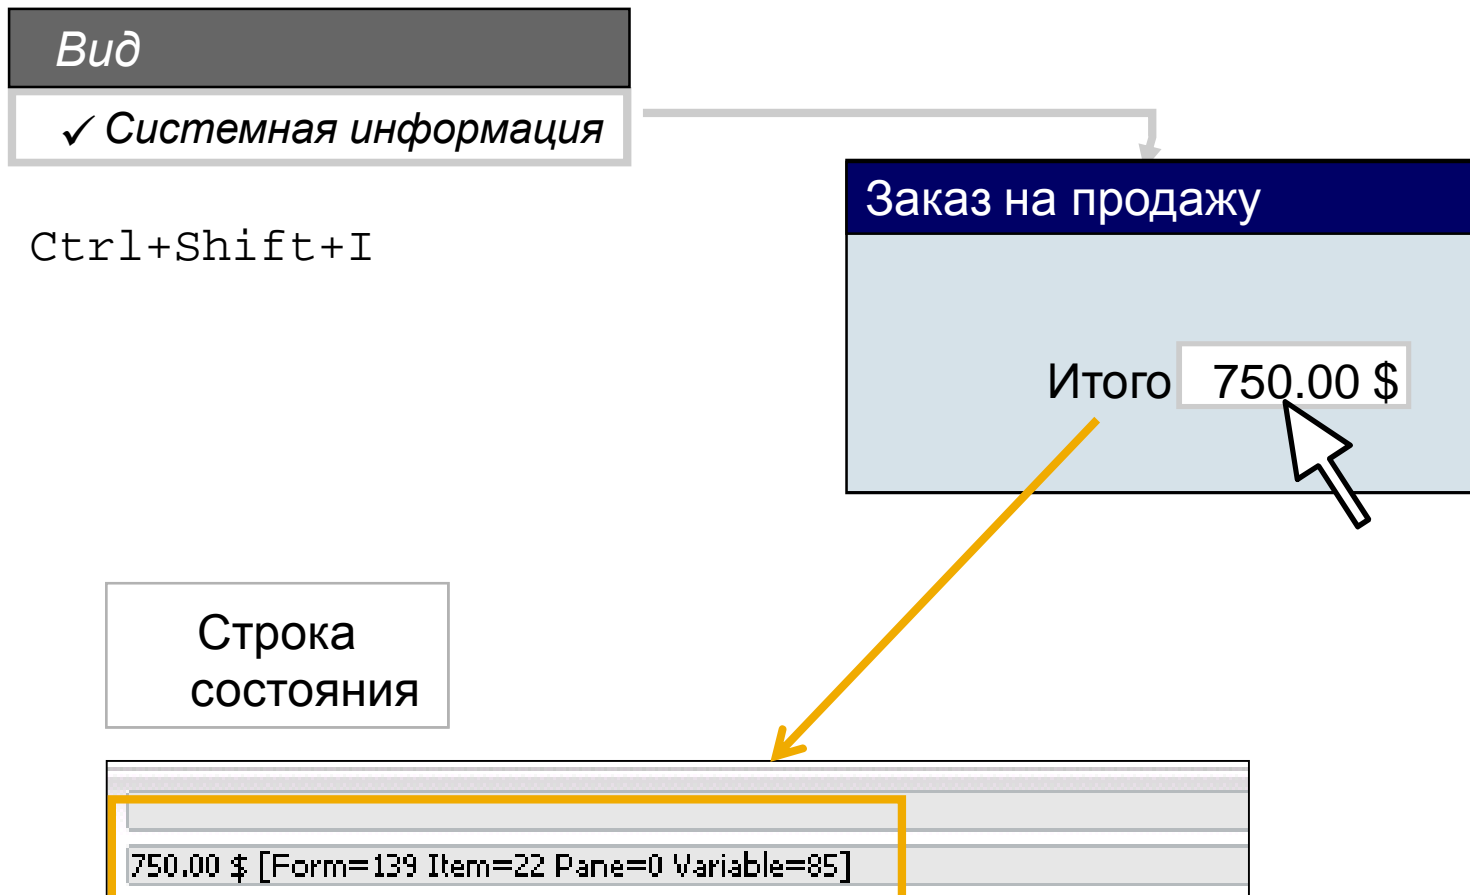 Вид
✓ Системная информация
Ctrl+Shift+I
Заказ на продажу
Итого 750.00 $
Строка
состояния
750.00 $ [Form=139 Item=22 Pane=0 Variable=85]